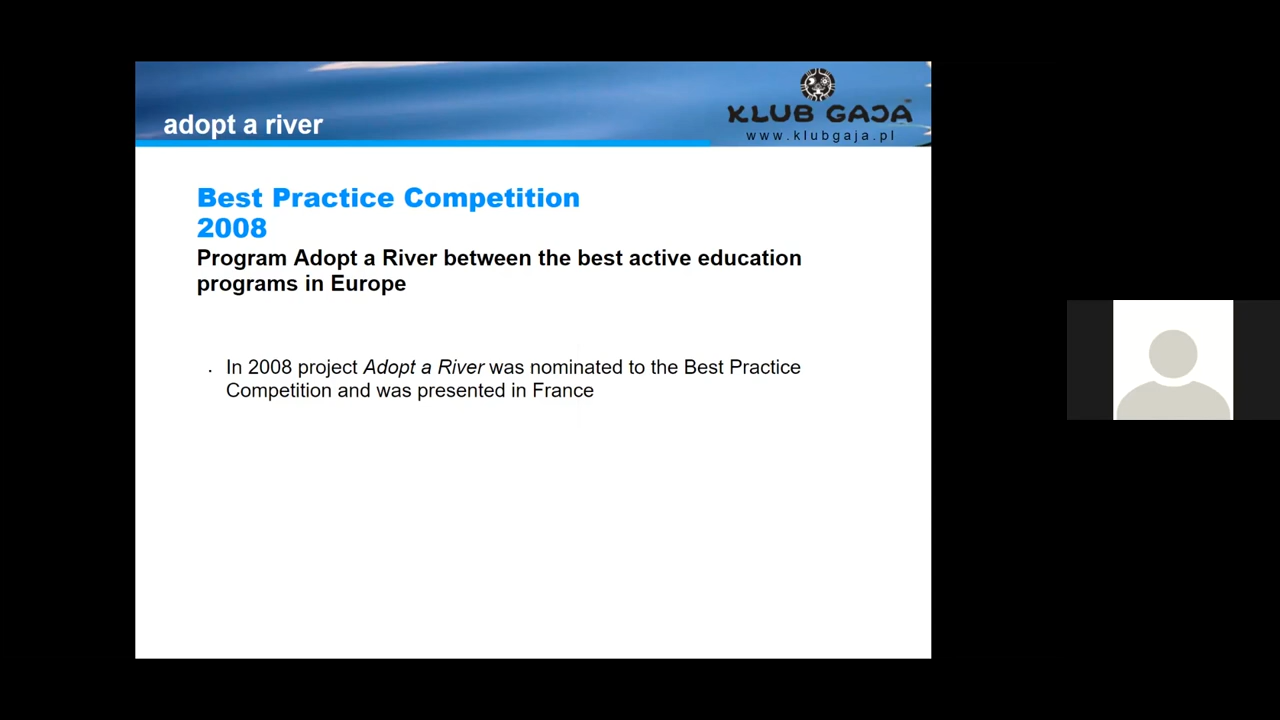 adopt a river
KLUB GAJA
www.klubgaja.pl
Best Practice Competition
2008
Program Adopt a River between the best active education
programs in Europe
. In 2008 project Adopt a River was nominated to the Best Practice
Competition and was presented in France